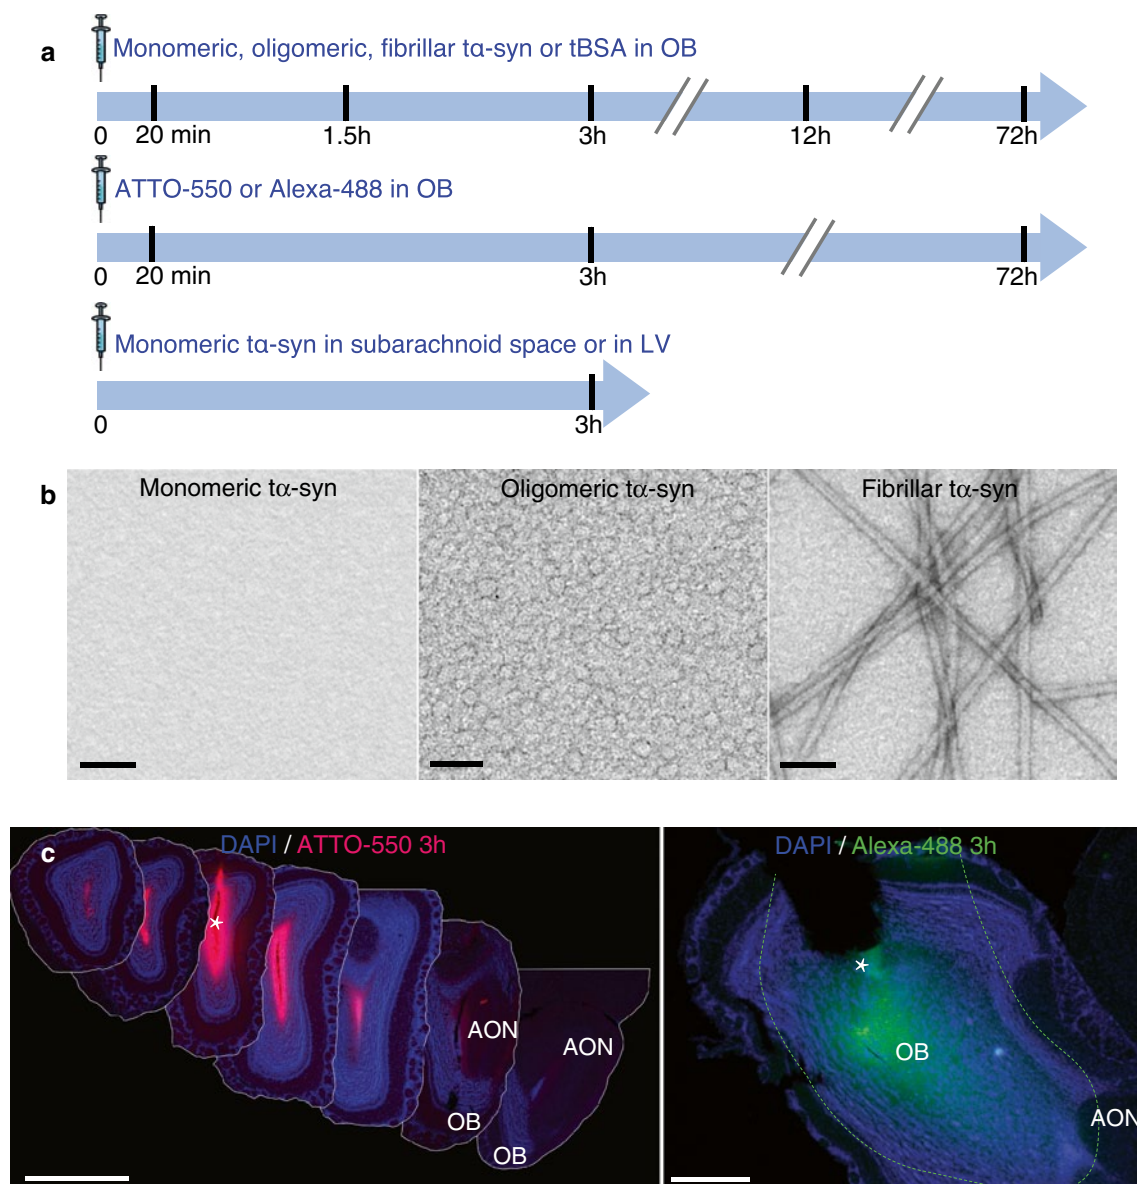 a
Monomeric, oligomeric, fibrillar tα-syn or tBSA in OB
0 20 min 1.5h 3h 12h 72h
ATTO-550 or Alexa-488 in OB
0 20 min 3h 72h
Monomeric tα-syn in subarachnoid space or in LV
0 3h
b
Monomeric tα-syn Oligomeric tα-syn Fibrillar tα-syn
c
DAPI / ATTO-550 3h
AON
AON
OB
OB
DAPI / Alexa-488 3h
OB
AON